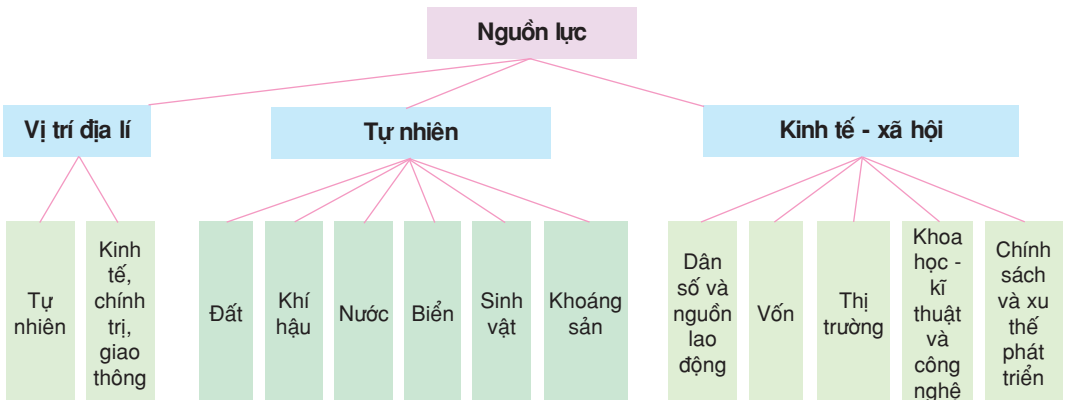 Nguồn lực
Vị trí địa lí
Tự nhiên
Kinh tế - xã hội
Tự
nhiên
Kinh
tế,
chính
trị,
giao
thông
Đất
Khí
hậu
Nước
Biển
Sinh
vật
Khoáng
sản
Dân
số và
nguồn
lao
động
Vốn
Thị
trường
Khoa
học -
kĩ
thuật
và
công
nghệ
Chính
sách
và xu
thế
phát
triển